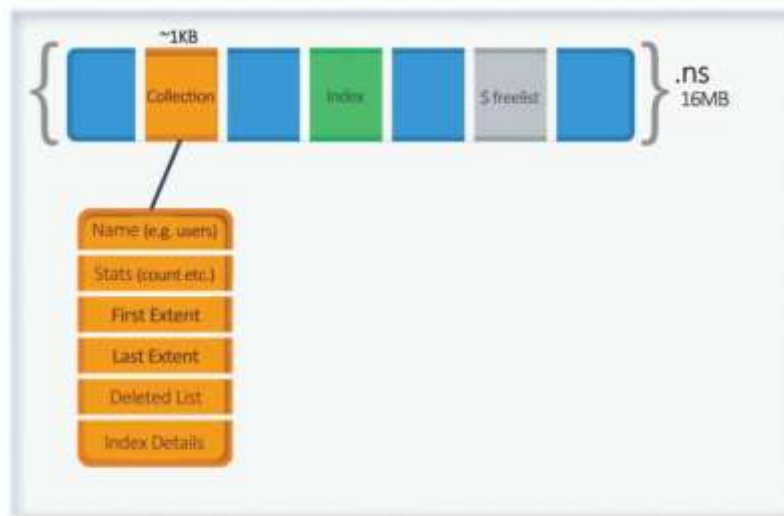 ~1KB
Collection
Index
$ freelist
.ns
16MB
Name (e.g. users)
Stats (count etc.)
First Extent
Last Extent
Deleted List
Index Details